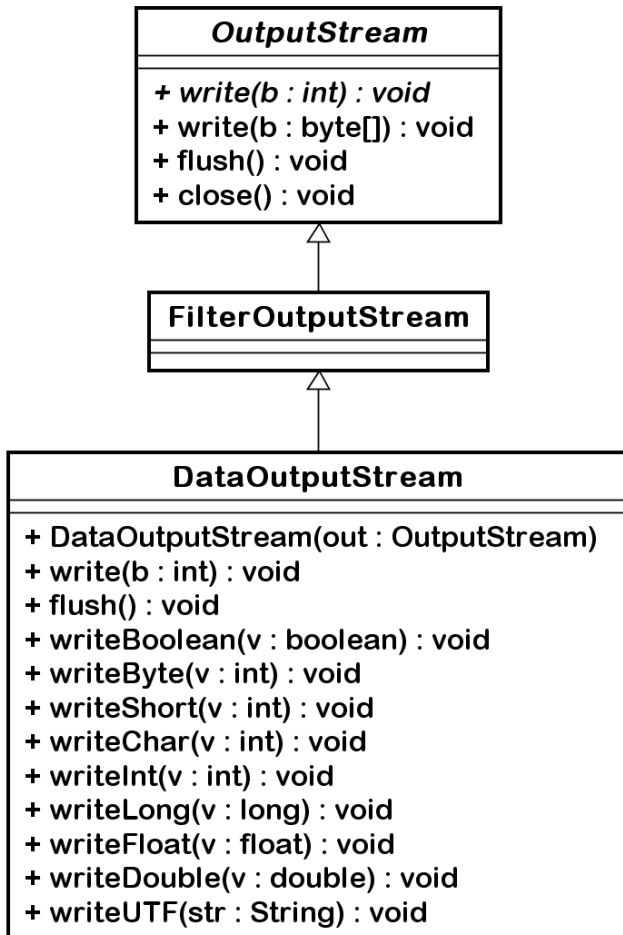 OutputStream
+ write(b : int) : void
+ write(b : byte[]) : void
+ flush() : void
+ close() : void
FilterOutputStream
DataOutputStream
+ DataOutputStream(out : OutputStream)
+ write(b : int) : void
+ flush() : void
+ writeBoolean(v : boolean) : void
+ writeByte(v : int) : void
+ writeShort(v : int) : void
+ writeChar(v : int) : void
+ writeInt(v : int) : void
+ writeLong(v : long) : void
+ writeFloat(v : float) : void
+ writeDouble(v : double) : void
+ writeUTF(str : String) : void